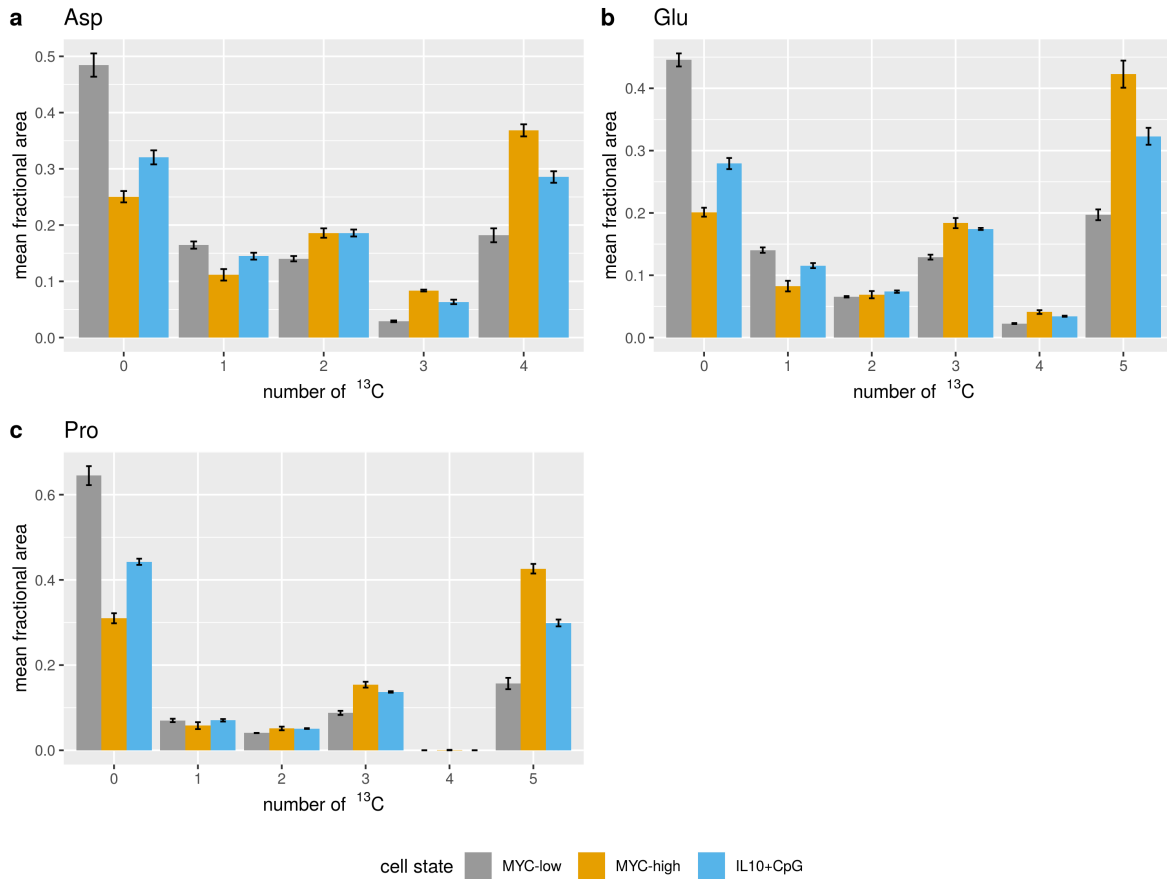 a Asp
mean fractional area
0.5
0.4
0.3
0.2
0.1
0.0
0 1 2 3 4
number of ¹³C
b Glu
mean fractional area
0.4
0.3
0.2
0.1
0.0
0 1 2 3 4 5
number of ¹³C
c Pro
mean fractional area
0.6
0.4
0.2
0.0
0 1 2 3 4 5
number of ¹³C
cell state MYC-low MYC-high IL10+CpG